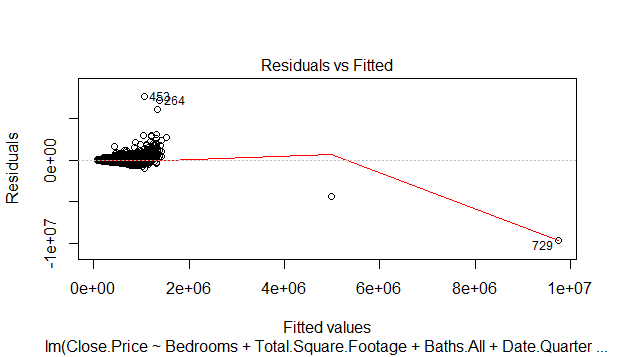 Residuals vs Fitted
453
264
729
Residuals
-1e+07
0e+00
0e+00
2e+06
4e+06
6e+06
8e+06
1e+07
Fitted values
lm(Close.Price ~ Bedrooms + Total.Square.Footage + Baths.All + Date.Quarter ...